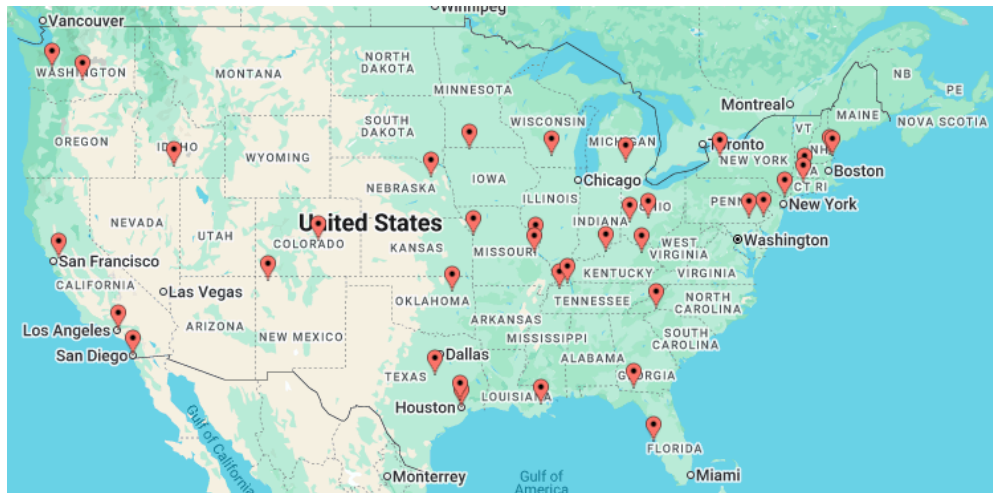 Winnipeg
Vancouver
WASHINGTON
NORTH
DAKOTA
MONTANA
MINNESOTA
NB
PE
Montreal
MAINE
NOVA SCOTIA
SOUTH
DAKOTA
WISCONSIN
VT
OREGON
IDAHO
MICHIGAN
Toronto
NH
NEW YORK
WYOMING
IOWA
Chicago
Boston
NEBRASKA
CT RI
ILLINOIS
PENN
New York
NEVADA
United States
INDIANA
OHIO
UTAH
COLORADO
KANSAS
MISSOURI
WEST
VIRGINIA
Washington
San Francisco
KENTUCKY
VIRGINIA
CALIFORNIA
Las Vegas
OKLAHOMA
TENNESSEE
NORTH
CAROLINA
Los Angeles
ARIZONA
NEW MEXICO
ARKANSAS
MISSISSIPPI
SOUTH
CAROLINA
San Diego
Dallas
ALABAMA
TEXAS
GEORGIA
LOUISIANA
Houston
Gulf of California
FLORIDA
Monterrey
Gulf of
America
Miami